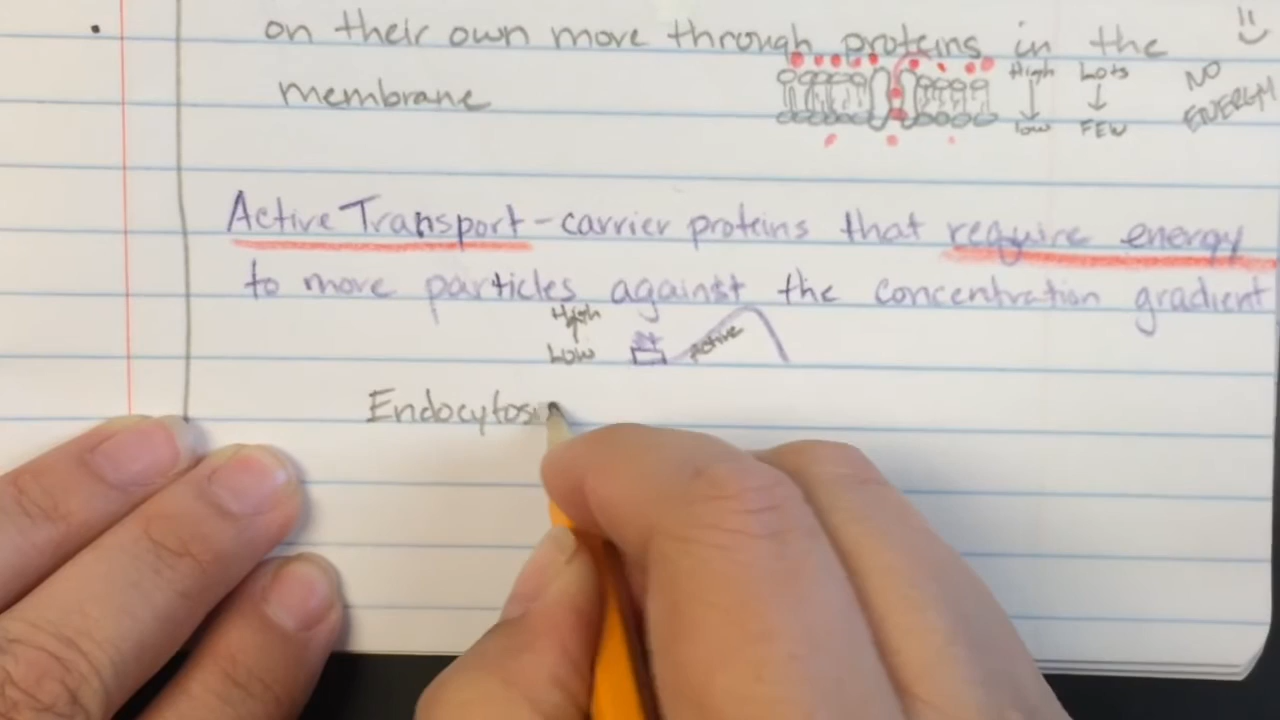 on their own move through proteins in the
membrane
High Lots
low FEW
NO
ENERGY
Active Transport - carrier proteins that require energy
to move particles against the concentration gradient
High
Low Active
Endocytosi